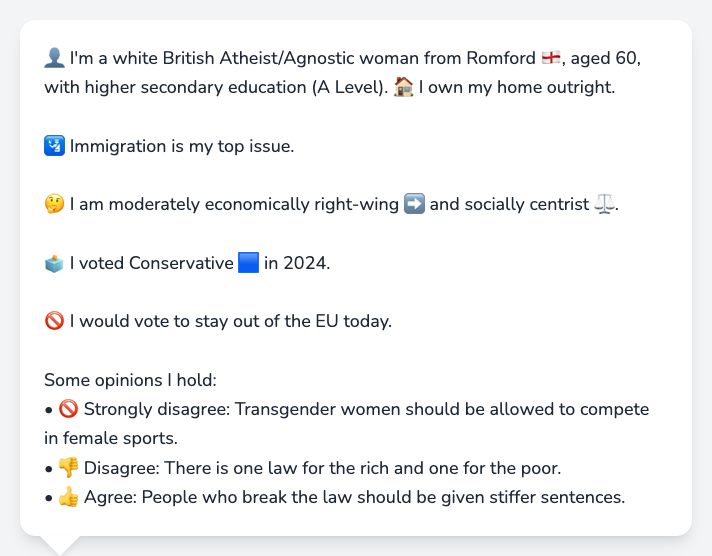 👤 I'm a white British Atheist/Agnostic woman from Romford 🏴󠁧󠁢󠁥󠁮󠁧󠁿, aged 60,
with higher secondary education (A Level). 🏠 I own my home outright.
🛂 Immigration is my top issue.
🤔 I am moderately economically right-wing ➡️ and socially centrist ⚖️.
🗳️ I voted Conservative 🟦 in 2024.
🚫 I would vote to stay out of the EU today.
Some opinions I hold:
• 🚫 Strongly disagree: Transgender women should be allowed to compete
in female sports.
• 👎 Disagree: There is one law for the rich and one for the poor.
• 👍 Agree: People who break the law should be given stiffer sentences.